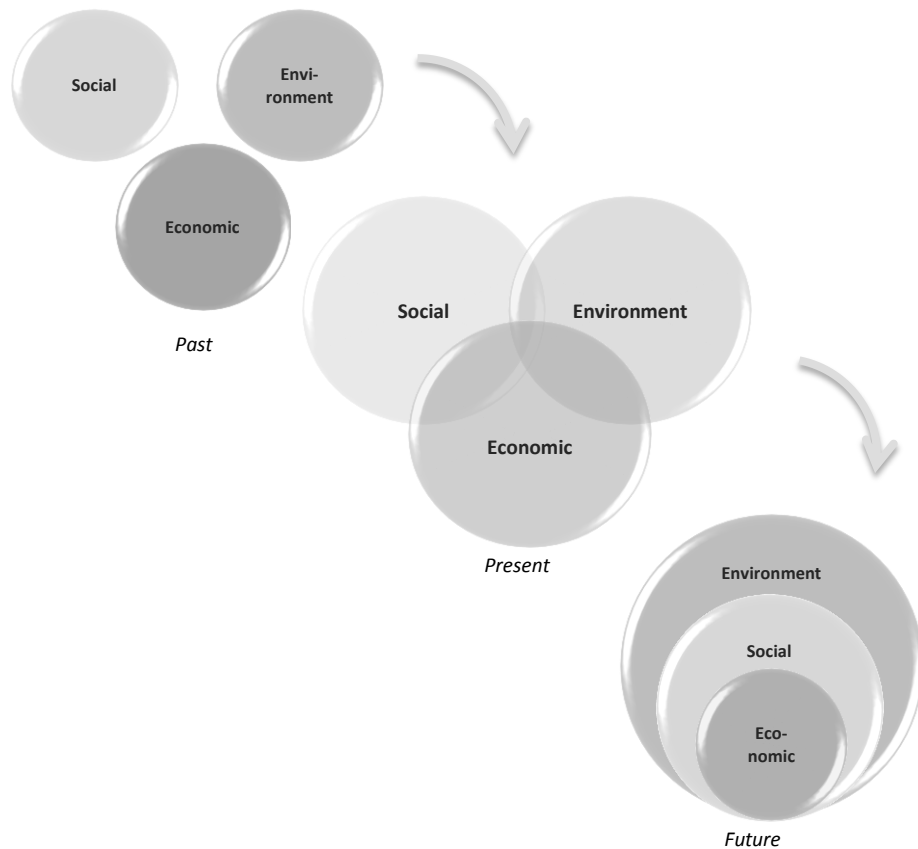 Social
Envi-
ronment
Economic
Past
Social
Environment
Economic
Present
Environment
Social
Eco-
nomic
Future